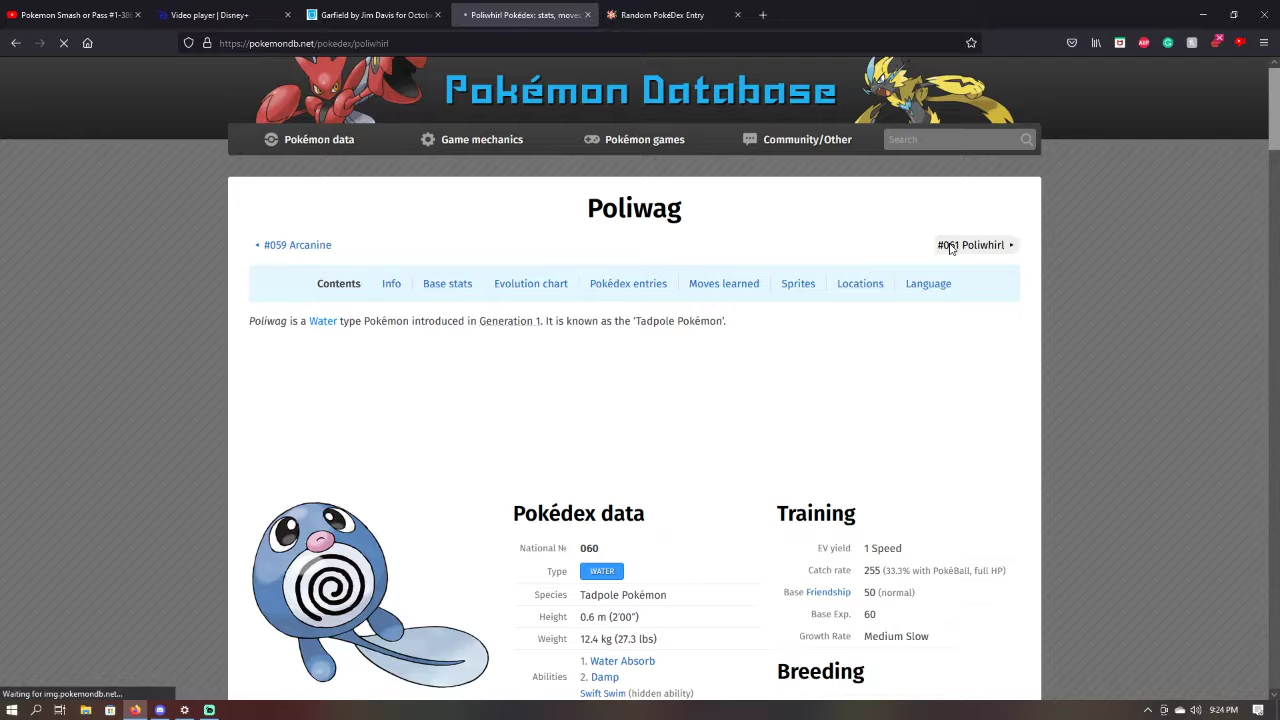 Pokemon Smash or Pass #1-386
Video player | Disney+
Garfield by Jim Davis for Octob
Poliwhirl Pokédex: stats, moves
Random PokéDex Entry
https://pokemondb.net/pokedex/poliwhirl
Pokémon Database
Pokémon data
Game mechanics
Pokémon games
Community/Other
Search
Poliwag
#059 Arcanine
#061 Poliwhirl
Contents
Info
Base stats
Evolution chart
Pokédex entries
Moves learned
Sprites
Locations
Language
Poliwag is a Water type Pokémon introduced in Generation 1. It is known as the ‘Tadpole Pokémon’.
Pokédex data
National № 060
Type WATER
Species Tadpole Pokémon
Height 0.6 m (2′00″)
Weight 12.4 kg (27.3 lbs)
Abilities
1. Water Absorb
2. Damp
Swift Swim (hidden ability)
Training
EV yield 1 Speed
Catch rate 255 (33.3% with PokéBall, full HP)
Base Friendship 50 (normal)
Base Exp. 60
Growth Rate Medium Slow
Breeding
Waiting for img.pokemondb.net...
9:24 PM